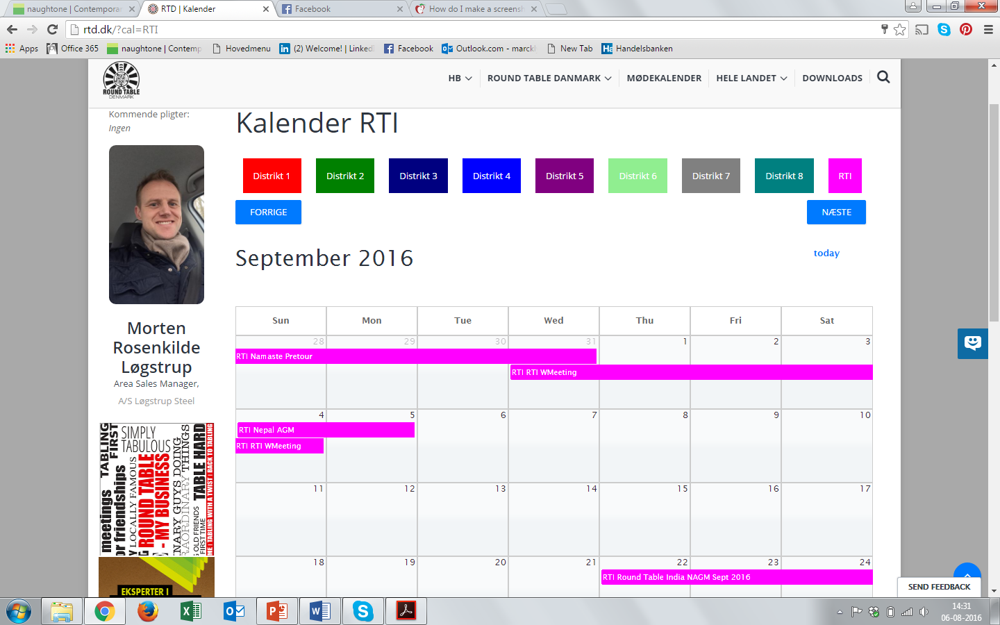 naughtone | Contempora
RTD | Kalender
Facebook
How do I make a screensh
rtd.dk/?cal=RTI
Apps
Office 365
naughtone | Contemp
Hovedmenu
(2) Welcome! | Linked
Facebook
Outlook.com - marckh
New Tab
Handelsbanken
ROUND TABLE
DENMARK
HB
ROUND TABLE DANMARK
MØDEKALENDER
HELE LANDET
DOWNLOADS
Kommende pligter:
Ingen
Kalender RTI
Distrikt 1
Distrikt 2
Distrikt 3
Distrikt 4
Distrikt 5
Distrikt 6
Distrikt 7
Distrikt 8
RTI
FORRIGE
NÆSTE
September 2016
today
Morten
Rosenkilde
Løgstrup
Area Sales Manager,
A/S Løgstrup Steel
Sun Mon Tue Wed Thu Fri Sat
28 29 30 31 1 2 3
RTI Namaste Pretour
RTI RTI WMeeting
4 5 6 7 8 9 10
RTI Nepal AGM
RTI RTI WMeeting
11 12 13 14 15 16 17
18 19 20 21 22 23 24
RTI Round Table India NAGM Sept 2016
meetings
or friendships
TABLING
FIRST
SIMPLY
TABULOUS
LOCALLY FAMOUS
ROUND TABLE
- MY BUSINESS
NARY GUYS DOING
RAORDINARY THINGS
OLD FRIENDS
FIRST TIME
TABLE HARD
ME | TABLING WITH A TWIST | BACK TO TABLING
EKSPERTER I
SEND FEEDBACK
14:31
06-08-2016